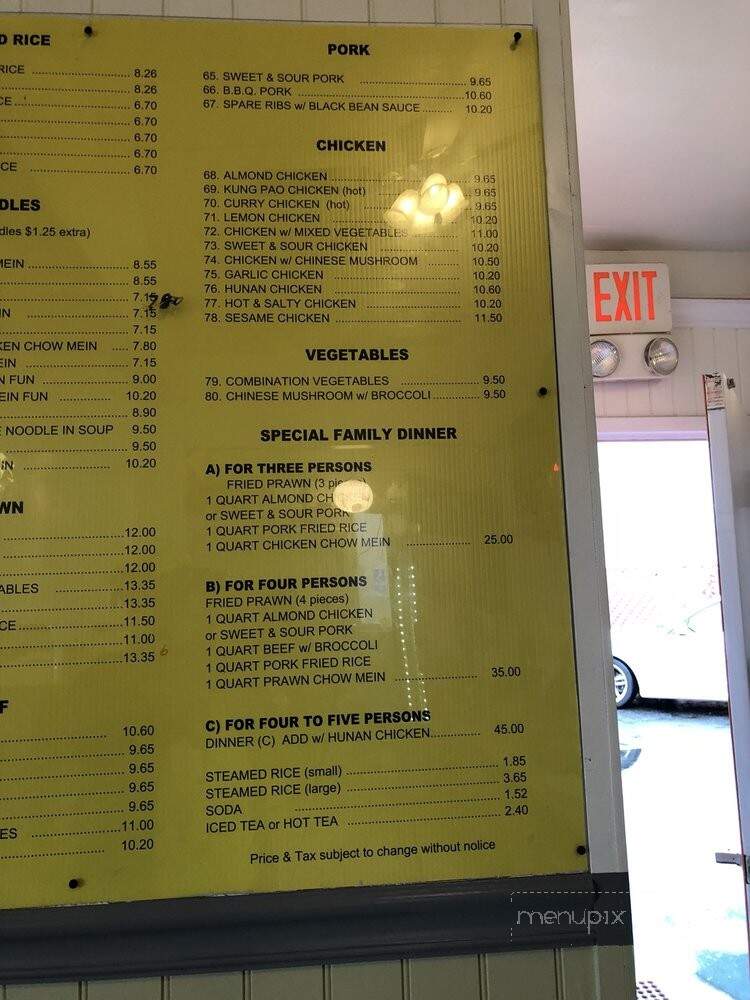 D RICE
RICE 8.26
8.26
CE 6.70
6.70
6.70
6.70
CE 6.70
DLES
dles $1.25 extra)
MEIN 8.55
8.55
7.15
IN 7.15
7.15
KEN CHOW MEIN 7.80
EIN 7.15
N FUN 9.00
EIN FUN 10.20
8.90
E NOODLE IN SOUP 9.50
9.50
IN 10.20
WN
12.00
12.00
12.00
ABLES 13.35
13.35
CE 11.50
11.00
13.35
F
10.60
9.65
9.65
9.65
9.65
ES 11.00
10.20
PORK
65. SWEET & SOUR PORK 9.65
66. B.B.Q. PORK 10.60
67. SPARE RIBS w/ BLACK BEAN SAUCE 10.20
CHICKEN
68. ALMOND CHICKEN 9.65
69. KUNG PAO CHICKEN (hot) 9.65
70. CURRY CHICKEN (hot) 9.65
71. LEMON CHICKEN 10.20
72. CHICKEN w/ MIXED VEGETABLES 11.00
73. SWEET & SOUR CHICKEN 10.20
74. CHICKEN w/ CHINESE MUSHROOM 10.50
75. GARLIC CHICKEN 10.20
76. HUNAN CHICKEN 10.60
77. HOT & SALTY CHICKEN 10.20
78. SESAME CHICKEN 11.50
VEGETABLES
79. COMBINATION VEGETABLES 9.50
80. CHINESE MUSHROOM w/ BROCCOLI 9.50
SPECIAL FAMILY DINNER
A) FOR THREE PERSONS
FRIED PRAWN (3 pieces)
1 QUART ALMOND CHICKEN
or SWEET & SOUR PORK
1 QUART PORK FRIED RICE
1 QUART CHICKEN CHOW MEIN 25.00
B) FOR FOUR PERSONS
FRIED PRAWN (4 pieces)
1 QUART ALMOND CHICKEN
or SWEET & SOUR PORK
1 QUART BEEF w/ BROCCOLI
1 QUART PORK FRIED RICE
1 QUART PRAWN CHOW MEIN 35.00
C) FOR FOUR TO FIVE PERSONS
DINNER (C) ADD w/ HUNAN CHICKEN 45.00
STEAMED RICE (small) 1.85
STEAMED RICE (large) 3.65
SODA 1.52
ICED TEA or HOT TEA 2.40
Price & Tax subject to change without notice
EXIT
menupix